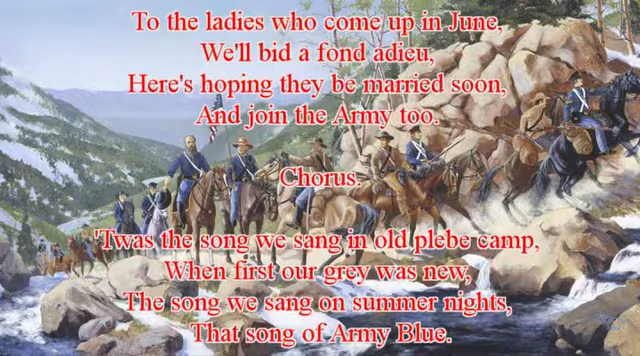 To the ladies who come up in June,
We'll bid a fond adieu,
Here's hoping they be married soon,
And join the Army too.
Chorus.
'Twas the song we sang in old plebe camp,
When first our grey was new,
The song we sang on summer nights,
That song of Army Blue.